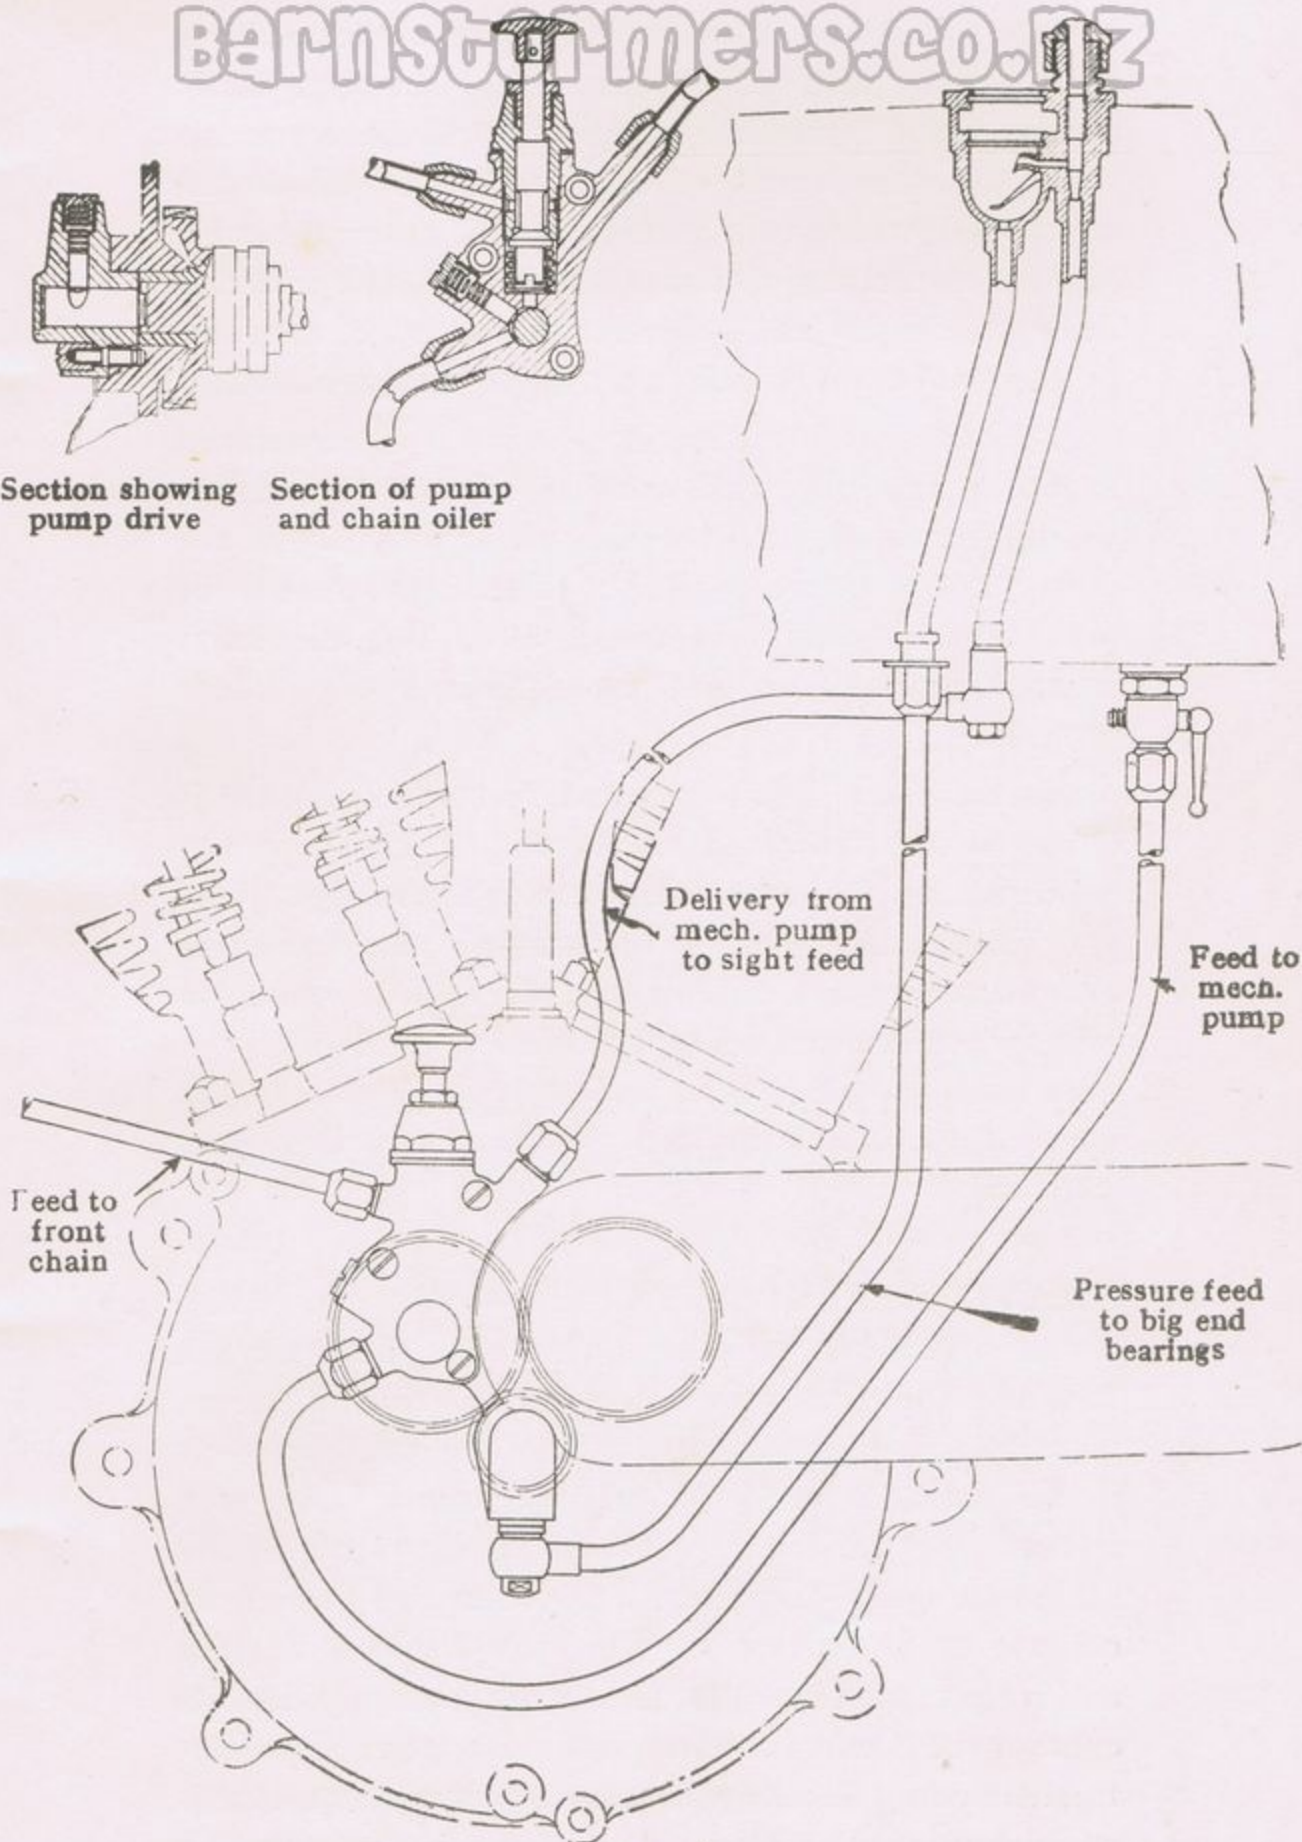 Barnstormers.co.nz
Section showing
pump drive
Section of pump
and chain oiler
Delivery from
mech. pump
to sight feed
Feed to
mech.
pump
Feed to
front
chain
Pressure feed
to big end
bearings